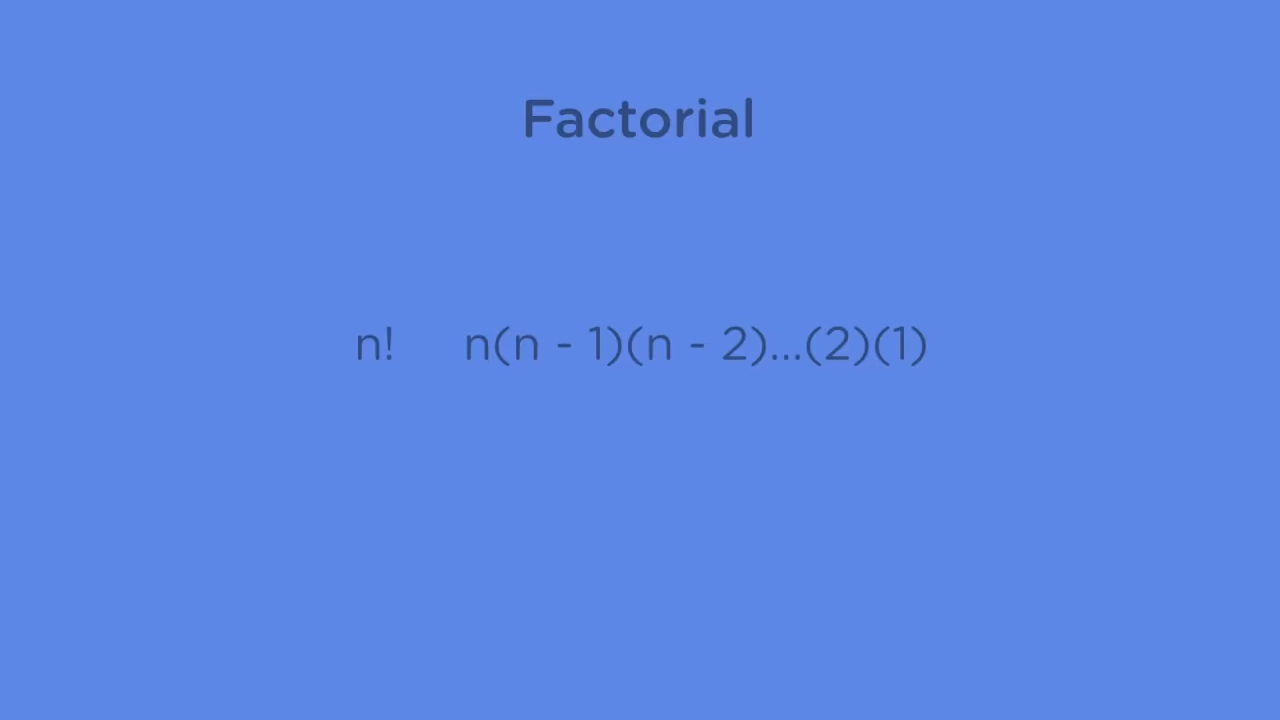 Factorial
n! n(n - 1)(n - 2)...(2)(1)